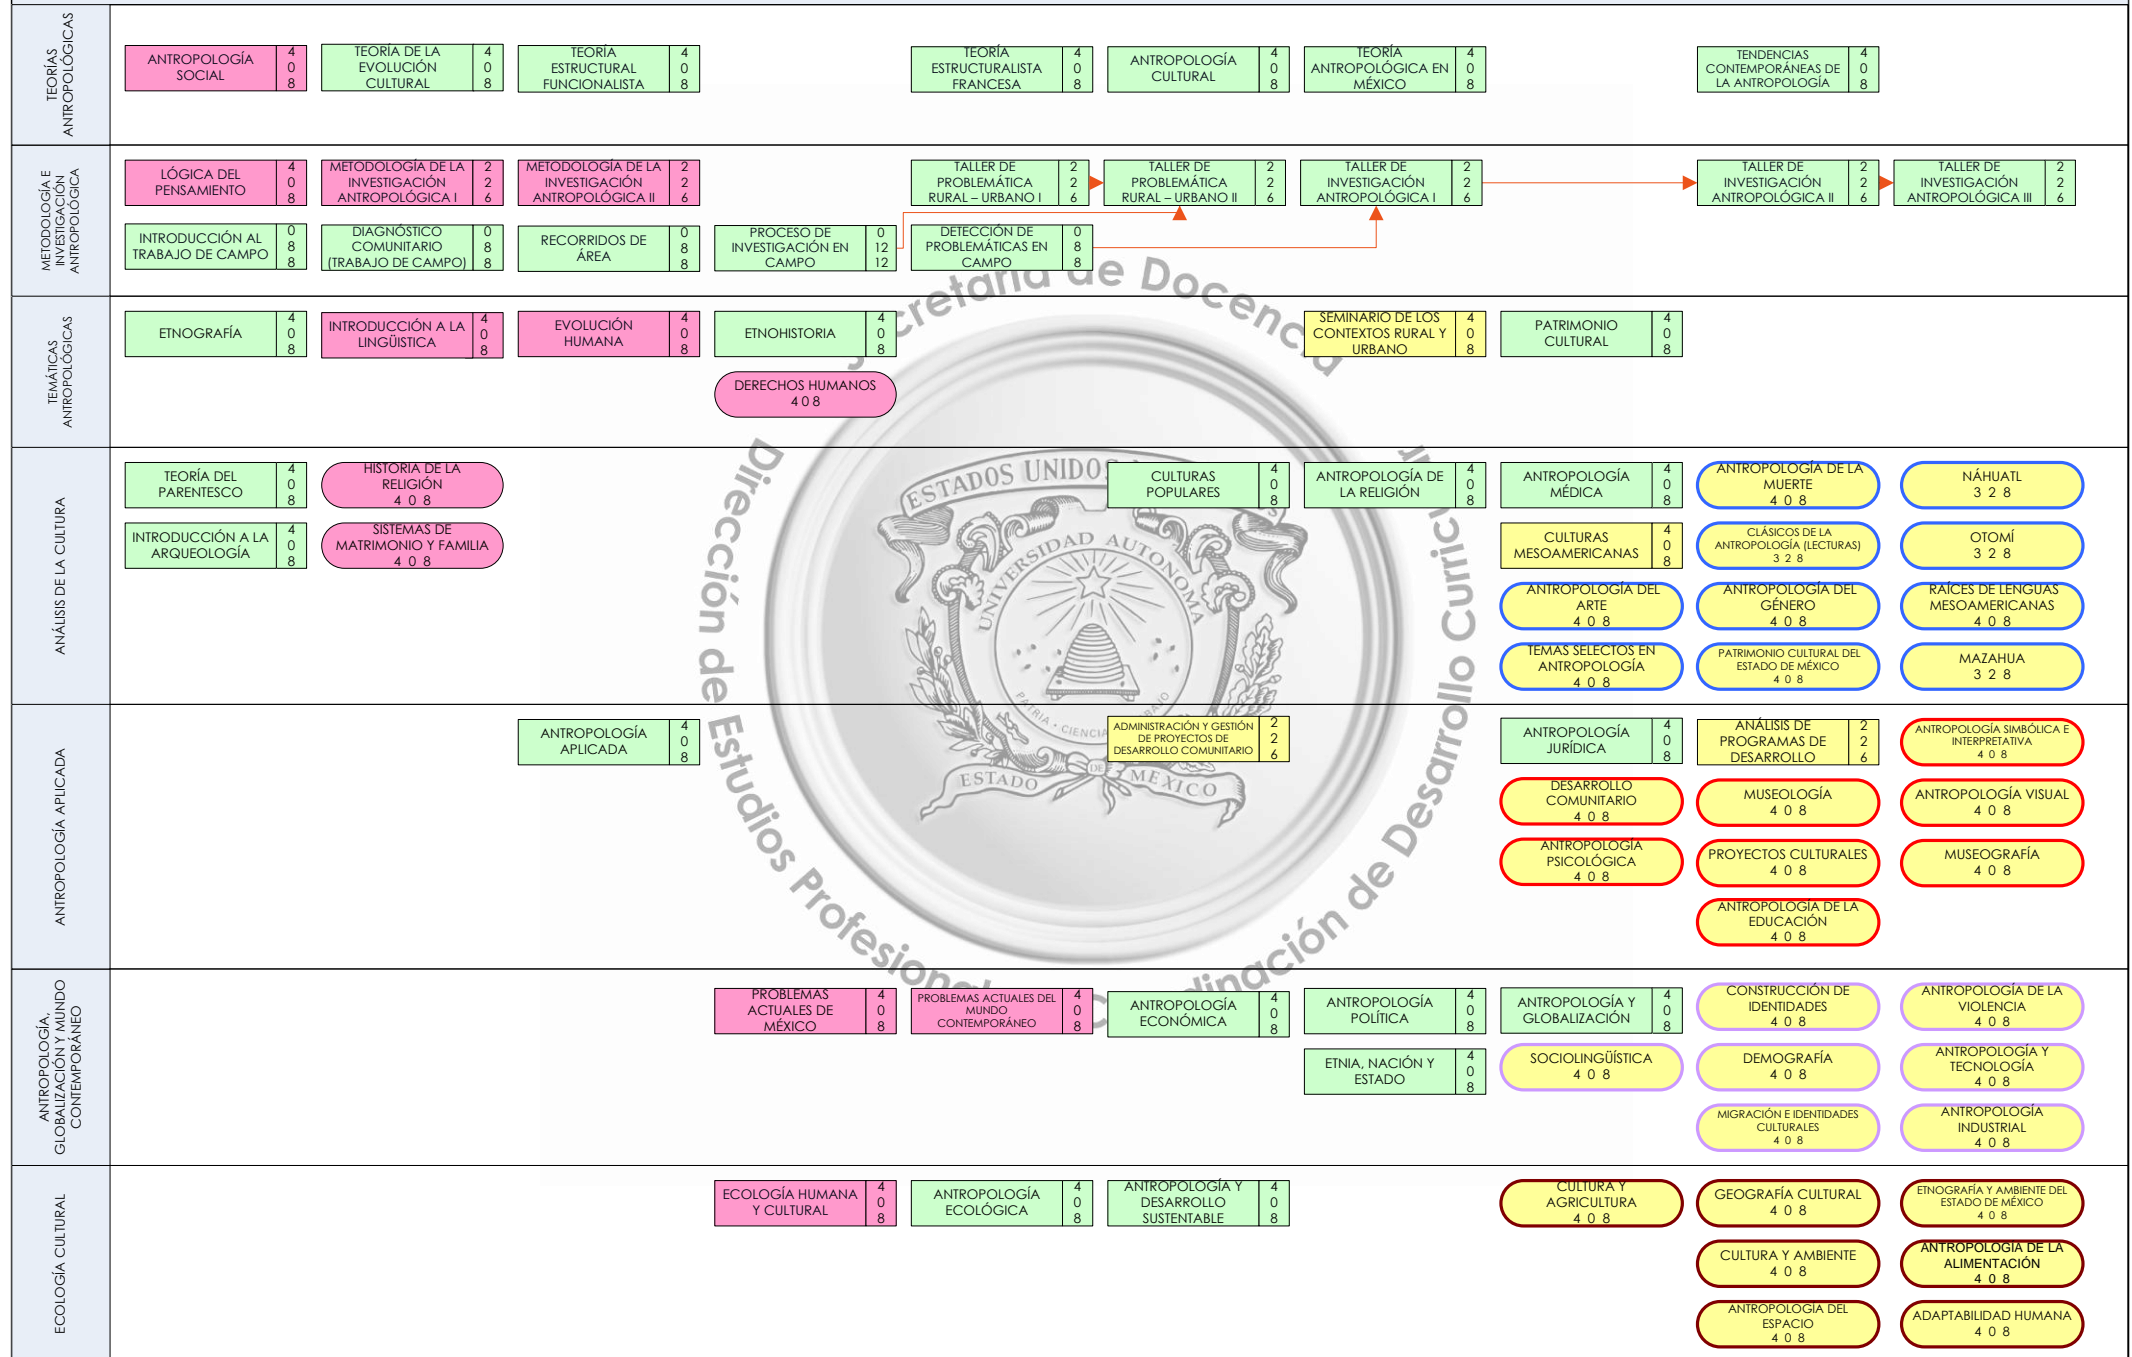 TEORÍAS
ANTROPOLÓGICAS
ANTROPOLOGÍA
SOCIAL
4
0
8
TEORÍA DE LA
EVOLUCIÓN
CULTURAL
4
0
8
TEORÍA
ESTRUCTURAL
FUNCIONALISTA
4
0
8
TEORÍA
ESTRUCTURALISTA
FRANCESA
4
0
8
ANTROPOLOGÍA
CULTURAL
4
0
8
TEORÍA
ANTROPOLÓGICA EN
MÉXICO
4
0
8
TENDENCIAS
CONTEMPORÁNEAS DE
LA ANTROPOLOGÍA
4
0
8
METODOLOGÍA E
INVESTIGACIÓN
ANTROPOLÓGICA
LÓGICA DEL
PENSAMIENTO
4
0
8
METODOLOGÍA DE LA
INVESTIGACIÓN
ANTROPOLÓGICA I
2
2
6
METODOLOGÍA DE LA
INVESTIGACIÓN
ANTROPOLÓGICA II
2
2
6
TALLER DE
PROBLEMÁTICA
RURAL – URBANO I
2
2
6
TALLER DE
PROBLEMÁTICA
RURAL – URBANO II
2
2
6
TALLER DE
INVESTIGACIÓN
ANTROPOLÓGICA I
2
2
6
TALLER DE
INVESTIGACIÓN
ANTROPOLÓGICA II
2
2
6
TALLER DE
INVESTIGACIÓN
ANTROPOLÓGICA III
2
2
6
INTRODUCCIÓN AL
TRABAJO DE CAMPO
0
8
8
DIAGNÓSTICO
COMUNITARIO
(TRABAJO DE CAMPO)
0
8
8
RECORRIDOS DE
ÁREA
0
8
8
PROCESO DE
INVESTIGACIÓN EN
CAMPO
0
12
12
DETECCIÓN DE
PROBLEMÁTICAS EN
CAMPO
0
8
8
TEMÁTICAS
ANTROPOLÓGICAS
ETNOGRAFÍA
4
0
8
INTRODUCCIÓN A LA
LINGÜISTICA
4
0
8
EVOLUCIÓN
HUMANA
4
0
8
ETNOHISTORIA
4
0
8
SEMINARIO DE LOS
CONTEXTOS RURAL Y
URBANO
4
0
8
PATRIMONIO
CULTURAL
4
0
8
DERECHOS HUMANOS
4 0 8
ANÁLISIS DE LA CULTURA
TEORÍA DEL
PARENTESCO
4
0
8
HISTORIA DE LA
RELIGIÓN
4 0 8
CULTURAS
POPULARES
4
0
8
ANTROPOLOGÍA DE
LA RELIGIÓN
4
0
8
ANTROPOLOGÍA
MÉDICA
4
0
8
ANTROPOLOGÍA DE LA
MUERTE
4 0 8
NÁHUATL
3 2 8
INTRODUCCIÓN A LA
ARQUEOLOGÍA
4
0
8
SISTEMAS DE
MATRIMONIO Y FAMILIA
4 0 8
CULTURAS
MESOAMERICANAS
4
0
8
CLÁSICOS DE LA
ANTROPOLOGÍA (LECTURAS)
3 2 8
OTOMÍ
3 2 8
ANTROPOLOGÍA DEL
ARTE
4 0 8
ANTROPOLOGÍA DEL
GÉNERO
4 0 8
RAÍCES DE LENGUAS
MESOAMERICANAS
4 0 8
TEMAS SELECTOS EN
ANTROPOLOGÍA
4 0 8
PATRIMONIO CULTURAL DEL
ESTADO DE MÉXICO
4 0 8
MAZAHUA
3 2 8
ANTROPOLOGÍA APLICADA
ANTROPOLOGÍA
APLICADA
4
0
8
ADMINISTRACIÓN Y GESTIÓN
DE PROYECTOS DE
DESARROLLO COMUNITARIO
2
2
6
ANTROPOLOGÍA
JURÍDICA
4
0
8
ANÁLISIS DE
PROGRAMAS DE
DESARROLLO
2
2
6
ANTROPOLOGÍA SIMBÓLICA E
INTERPRETATIVA
4 0 8
DESARROLLO
COMUNITARIO
4 0 8
MUSEOLOGÍA
4 0 8
ANTROPOLOGÍA VISUAL
4 0 8
ANTROPOLOGÍA
PSICOLÓGICA
4 0 8
PROYECTOS CULTURALES
4 0 8
MUSEOGRAFÍA
4 0 8
ANTROPOLOGÍA DE LA
EDUCACIÓN
4 0 8
ANTROPOLOGÍA,
GLOBALIZACIÓN Y MUNDO
CONTEMPORÁNEO
PROBLEMAS
ACTUALES DE
MÉXICO
4
0
8
PROBLEMAS ACTUALES DEL
MUNDO
CONTEMPORÁNEO
4
0
8
ANTROPOLOGÍA
ECONÓMICA
4
0
8
ANTROPOLOGÍA
POLÍTICA
4
0
8
ANTROPOLOGÍA Y
GLOBALIZACIÓN
4
0
8
CONSTRUCCIÓN DE
IDENTIDADES
4 0 8
ANTROPOLOGÍA DE LA
VIOLENCIA
4 0 8
ETNIA, NACIÓN Y
ESTADO
4
0
8
SOCIOLINGÜÍSTICA
4 0 8
DEMOGRAFÍA
4 0 8
ANTROPOLOGÍA Y
TECNOLOGÍA
4 0 8
MIGRACIÓN E IDENTIDADES
CULTURALES
4 0 8
ANTROPOLOGÍA
INDUSTRIAL
4 0 8
ECOLOGÍA CULTURAL
ECOLOGÍA HUMANA
Y CULTURAL
4
0
8
ANTROPOLOGÍA
ECOLÓGICA
4
0
8
ANTROPOLOGÍA Y
DESARROLLO
SUSTENTABLE
4
0
8
CULTURA Y
AGRICULTURA
4 0 8
GEOGRAFÍA CULTURAL
4 0 8
ETNOGRAFÍA Y AMBIENTE DEL
ESTADO DE MÉXICO
4 0 8
CULTURA Y AMBIENTE
4 0 8
ANTROPOLOGÍA DE LA
ALIMENTACIÓN
4 0 8
ANTROPOLOGÍA DEL
ESPACIO
4 0 8
ADAPTABILIDAD HUMANA
4 0 8
de Docencia
Dirección de Estudios
de Desarrollo
ESTADOS UNIDOS
UNIVERSIDAD AUTONOMA
PATRIA · CIENCIA
ESTADO DE MEXICO